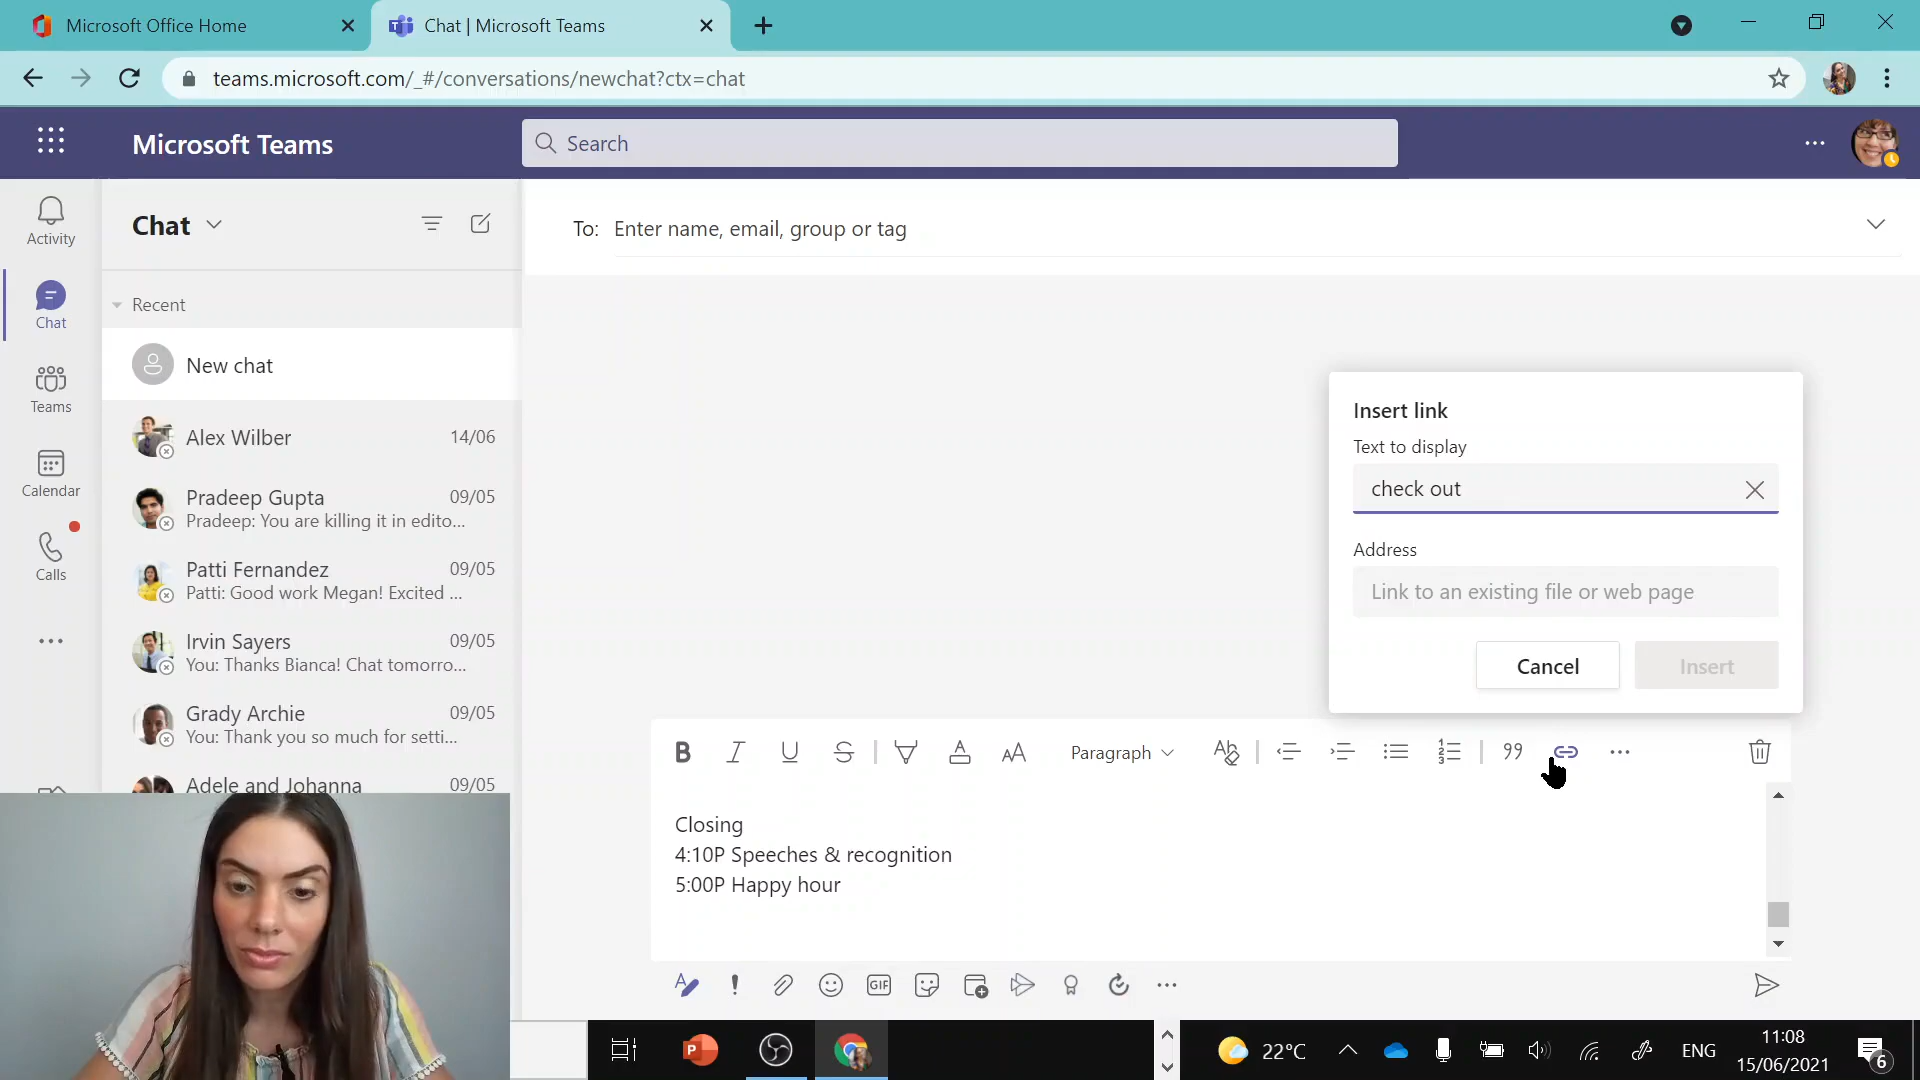 Microsoft Office Home
Chat | Microsoft Teams
teams.microsoft.com/_#/conversations/newchat?ctx=chat
Microsoft Teams
Search
Activity
Chat
Teams
Calendar
Calls
Chat
Recent
New chat
Alex Wilber 14/06
Pradeep Gupta 09/05
Pradeep: You are killing it in edito...
Patti Fernandez 09/05
Patti: Good work Megan! Excited ...
Irvin Sayers 09/05
You: Thanks Bianca! Chat tomorro...
Grady Archie 09/05
You: Thank you so much for setti...
Adele and Johanna 09/05
To: Enter name, email, group or tag
Insert link
Text to display
check out
Address
Link to an existing file or web page
Cancel Insert
B I U S AA Paragraph Ab
Closing
4:10P Speeches & recognition
5:00P Happy hour
GIF
22°C
ENG
11:08
15/06/2021
6